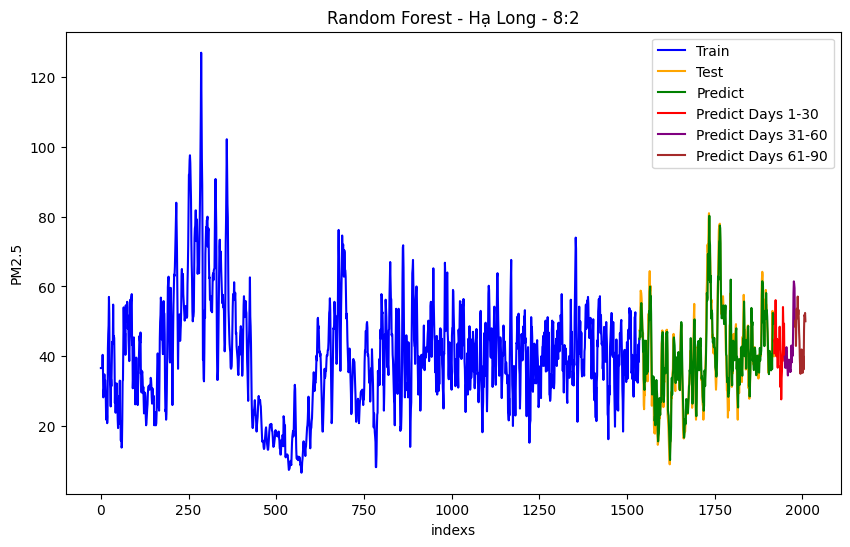 Random Forest - Hạ Long - 8:2
Train
Test
Predict
Predict Days 1-30
Predict Days 31-60
Predict Days 61-90
PM2.5
120
100
80
60
40
20
0
250
500
750
1000
1250
1500
1750
2000
indexs